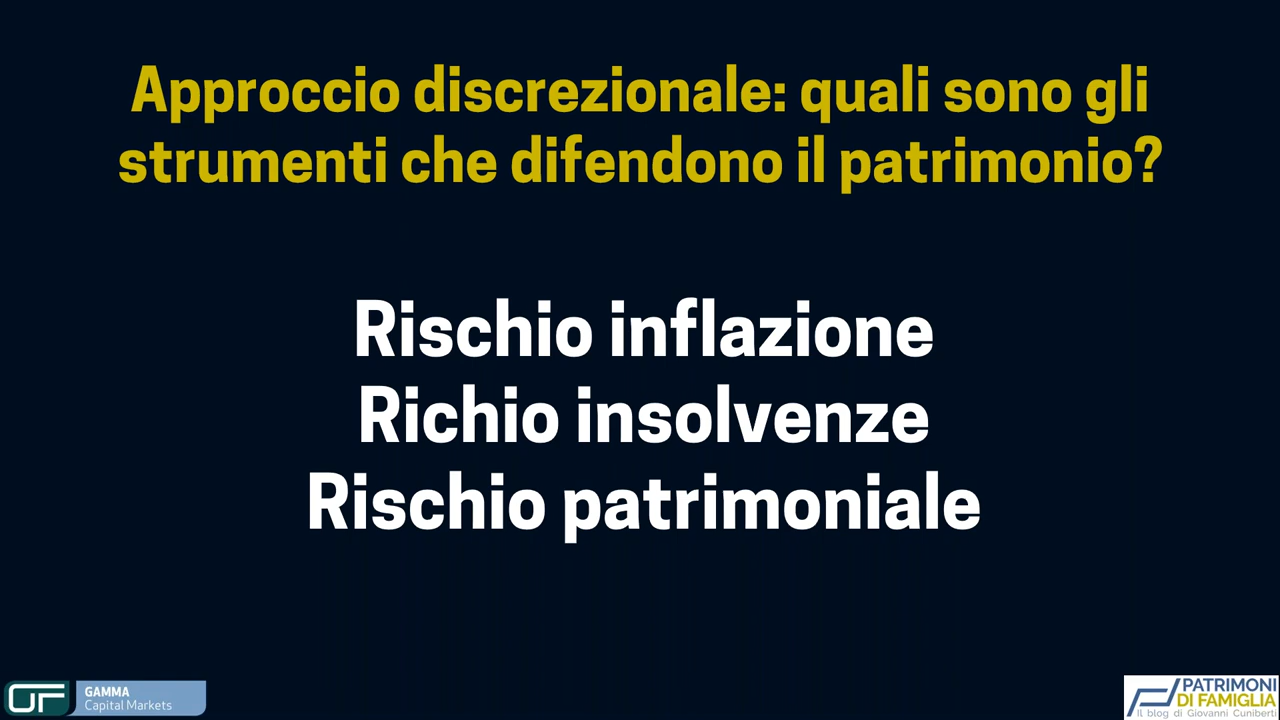 Approccio discrezionale: quali sono gli
strumenti che difendono il patrimonio?
Rischio inflazione
Richio insolvenze
Rischio patrimoniale
GF
GAMMA
Capital Markets
PATRIMONI
DI FAMIGLIA
Il blog di Giovanni Cuniberti